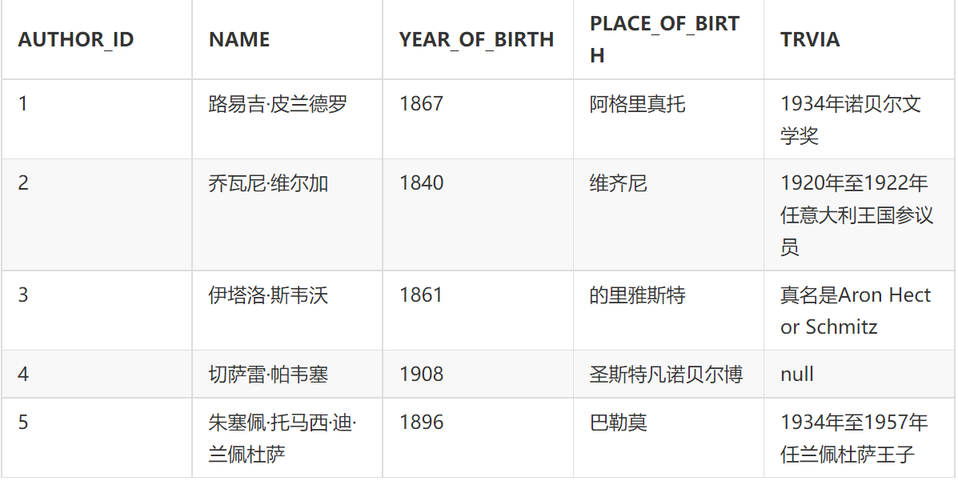 AUTHOR_ID NAME YEAR_OF_BIRTH PLACE_OF_BIRT
H TRVIA
1 路易吉·皮兰德罗 1867 阿格里真托 1934年诺贝尔文
学奖
2 乔瓦尼·维尔加 1840 维齐尼 1920年至1922年
任意大利王国参议
员
3 伊塔洛·斯韦沃 1861 的里雅斯特 真名是Aron Hect
or Schmitz
4 切萨雷·帕韦塞 1908 圣斯特凡诺贝尔博 null
5 朱塞佩·托马西·迪· 1896 巴勒莫 1934年至1957年
兰佩杜萨 任兰佩杜萨王子